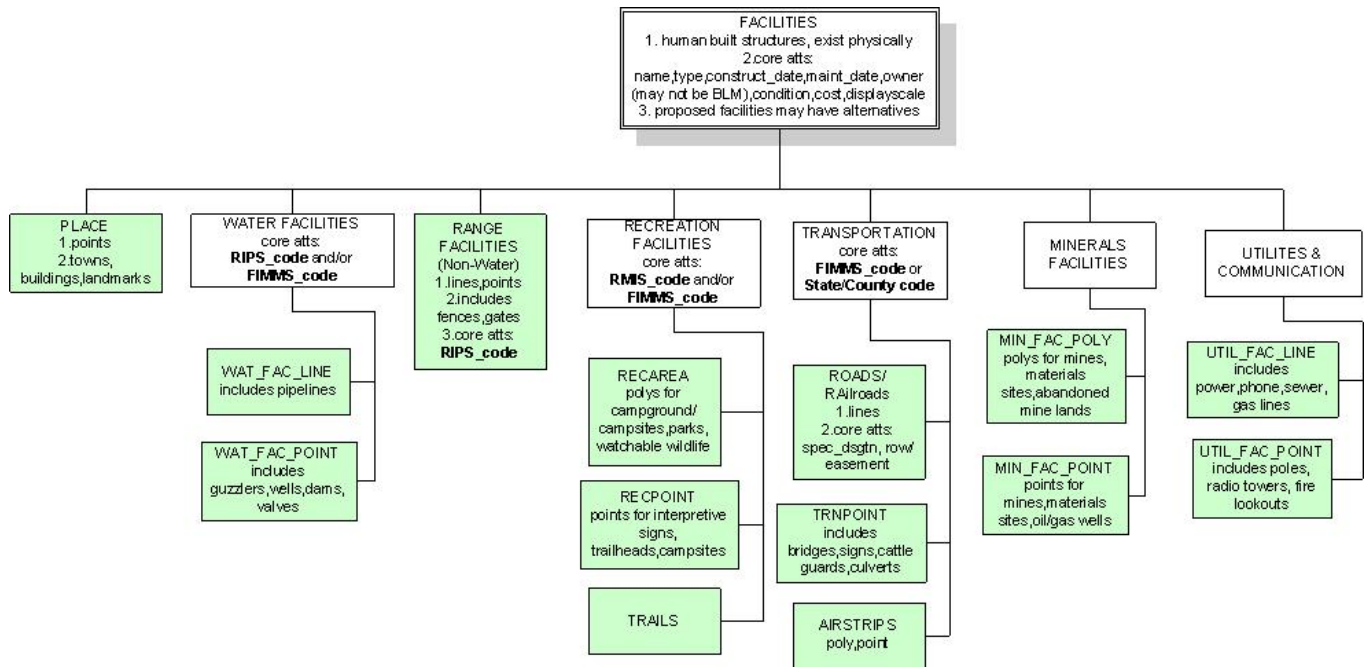 FACILITIES
1. human built structures, exist physically
2.core atts:
name,type,construct_date,maint_date,owner
(may not be BLM),condition,cost,displayscale
3. proposed facilities may have alternatives
PLACE
1.points
2.towns,
buildings,landmarks
WATER FACILITIES
core atts:
RIPS_code and/or
FIMMS_code
RANGE
FACILITIES
(Non-Water)
1.lines,points
2.includes
fences,gates
3.core atts:
RIPS_code
RECREATION
FACILITIES
core atts:
RMIS_code and/or
FIMMS_code
TRANSPORTATION
core atts:
FIMMS_code or
State/County code
MINERALS
FACILITIES
UTILITES &
COMMUNICATION
WAT_FAC_LINE
includes pipelines
WAT_FAC_POINT
includes
guzzlers,wells,dams,
valves
RECAREA
polys for
campground/
campsites,parks,
watchable wildlife
RECPOINT
points for interpretive
signs,
trailheads,campsites
TRAILS
ROADS/
RAilroads
1.lines
2.core atts:
spec_dsgtn, row/
easement
TRNPOINT
includes
bridges,signs,cattle
guards,culverts
AIRSTRIPS
poly,point
MIN_FAC_POLY
polys for mines,
materials
sites,abandoned
mine lands
MIN_FAC_POINT
points for
mines,materials
sites,oil/gas wells
UTIL_FAC_LINE
includes
power,phone,sewer,
gas lines
UTIL_FAC_POINT
includes poles,
radio towers, fire
lookouts